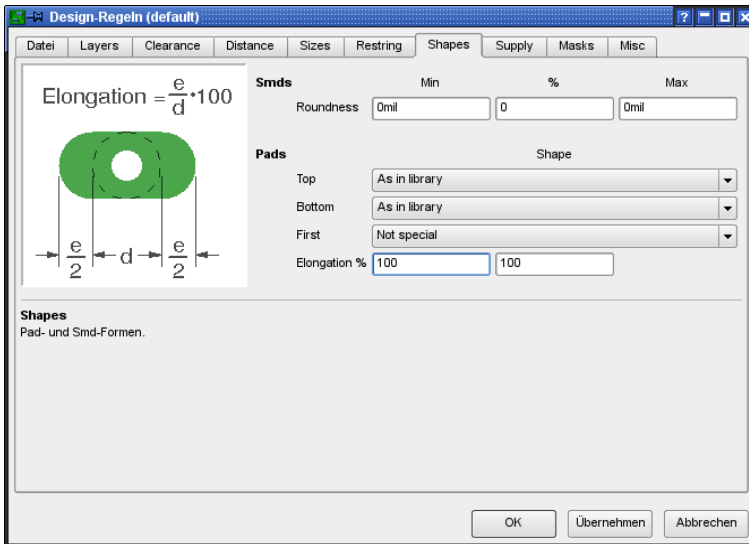 Design-Regeln (default)
Datei Layers Clearance Distance Sizes Restring Shapes Supply Masks Misc
Elongation = e/d · 100
e/2 d e/2
Smds Min % Max
Roundness 0mil 0 0mil
Pads Shape
Top As in library
Bottom As in library
First Not special
Elongation % 100 100
Shapes
Pad- und Smd-Formen.
OK Übernehmen Abbrechen